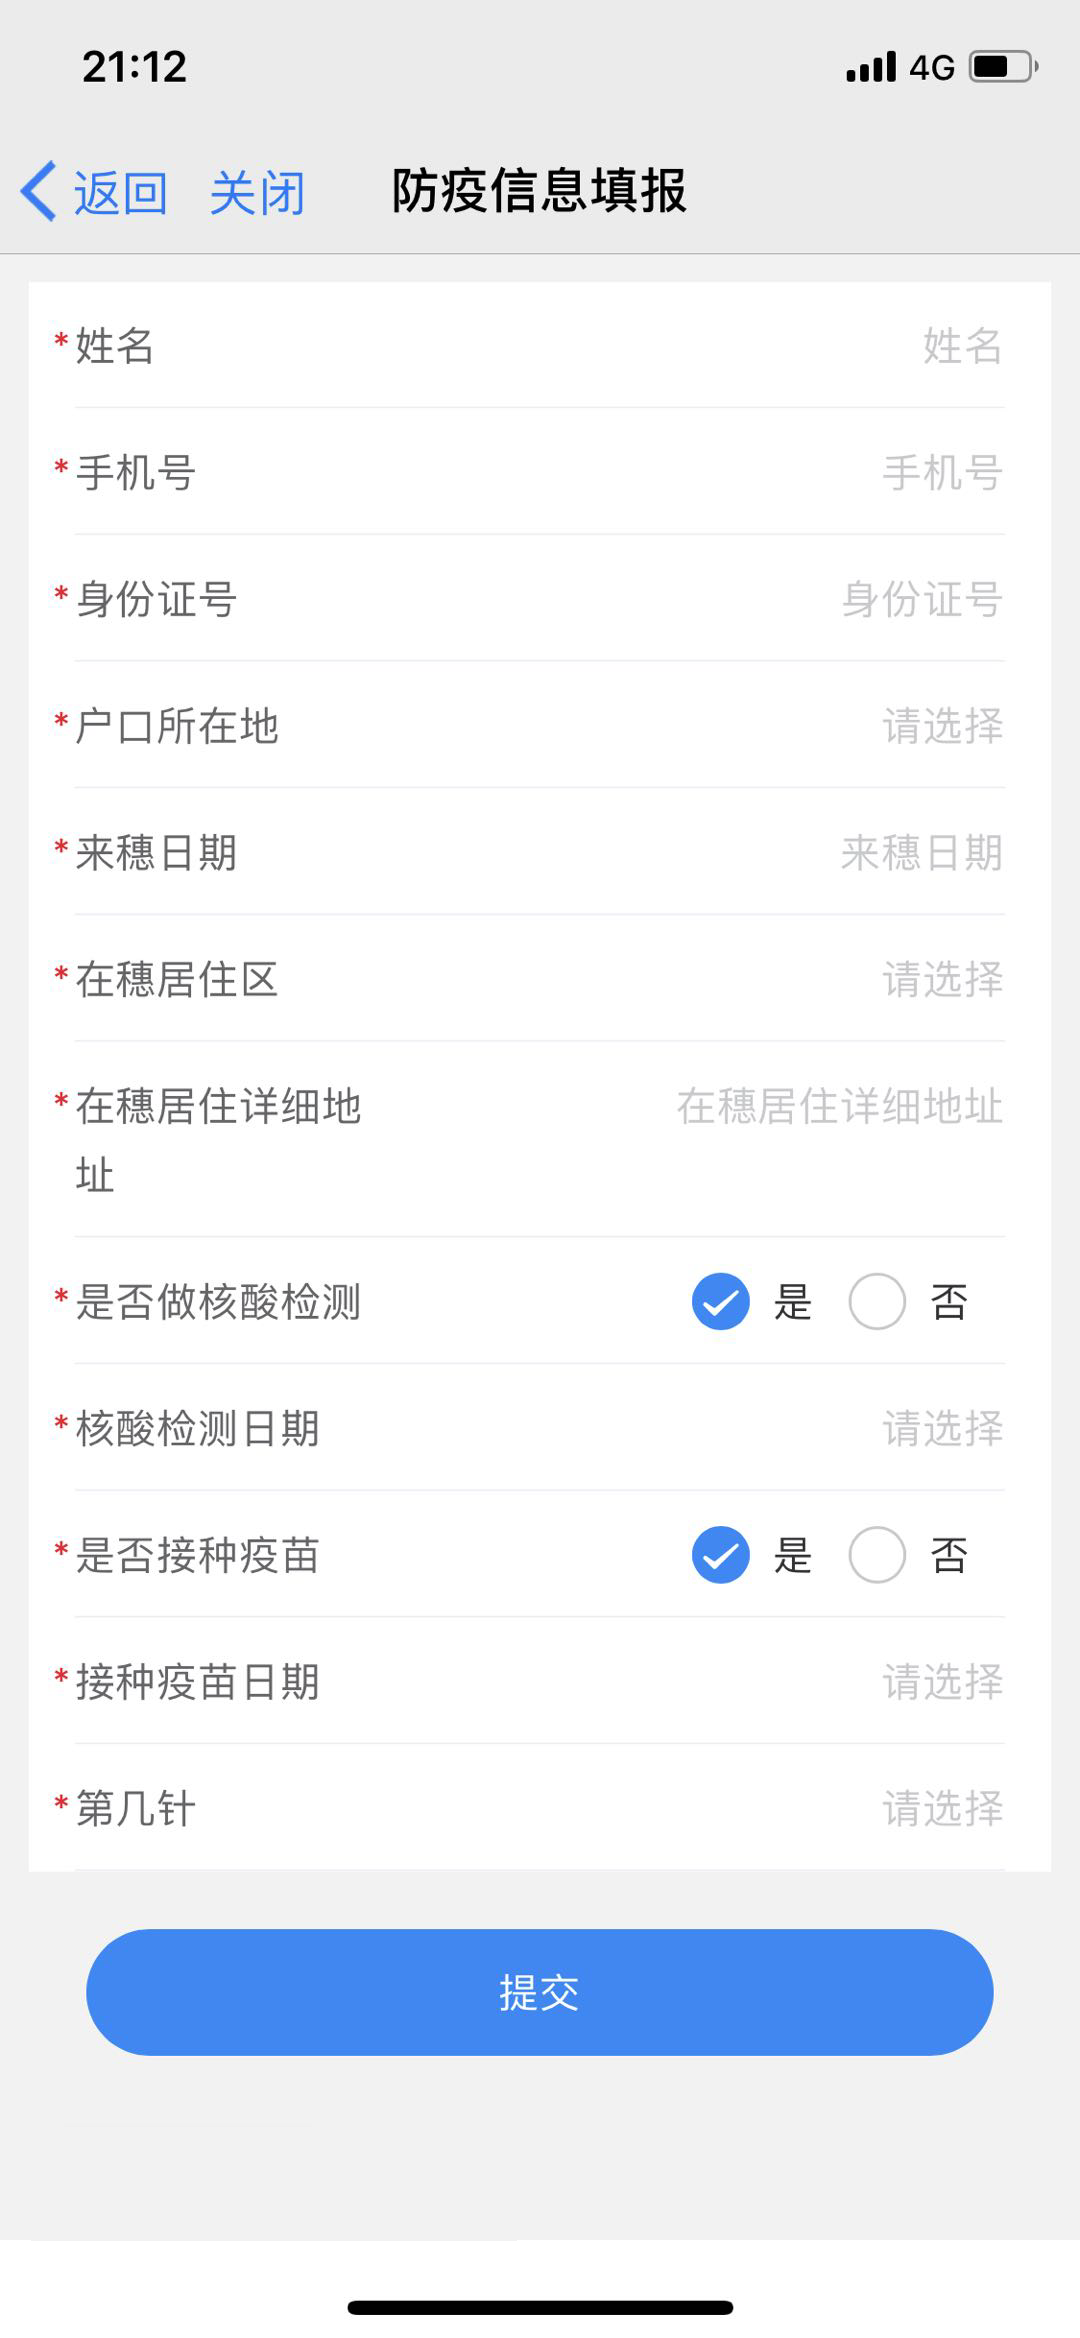 21:12 4G
返回 关闭 防疫信息填报
*姓名 姓名
*手机号 手机号
*身份证号 身份证号
*户口所在地 请选择
*来穗日期 来穗日期
*在穗居住区 请选择
*在穗居住详细地 在穗居住详细地址
址
*是否做核酸检测 是 否
*核酸检测日期 请选择
*是否接种疫苗 是 否
*接种疫苗日期 请选择
*第几针 请选择
提交